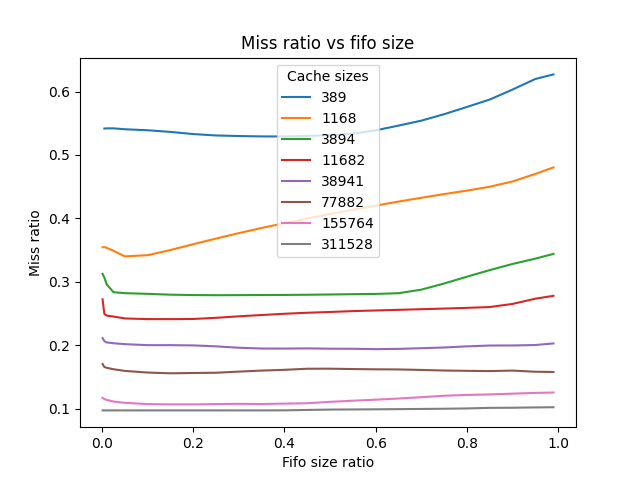 Miss ratio vs fifo size
Cache sizes
389
1168
3894
11682
38941
77882
155764
311528
Miss ratio
0.6
0.5
0.4
0.3
0.2
0.1
0.0 0.2 0.4 0.6 0.8 1.0
Fifo size ratio